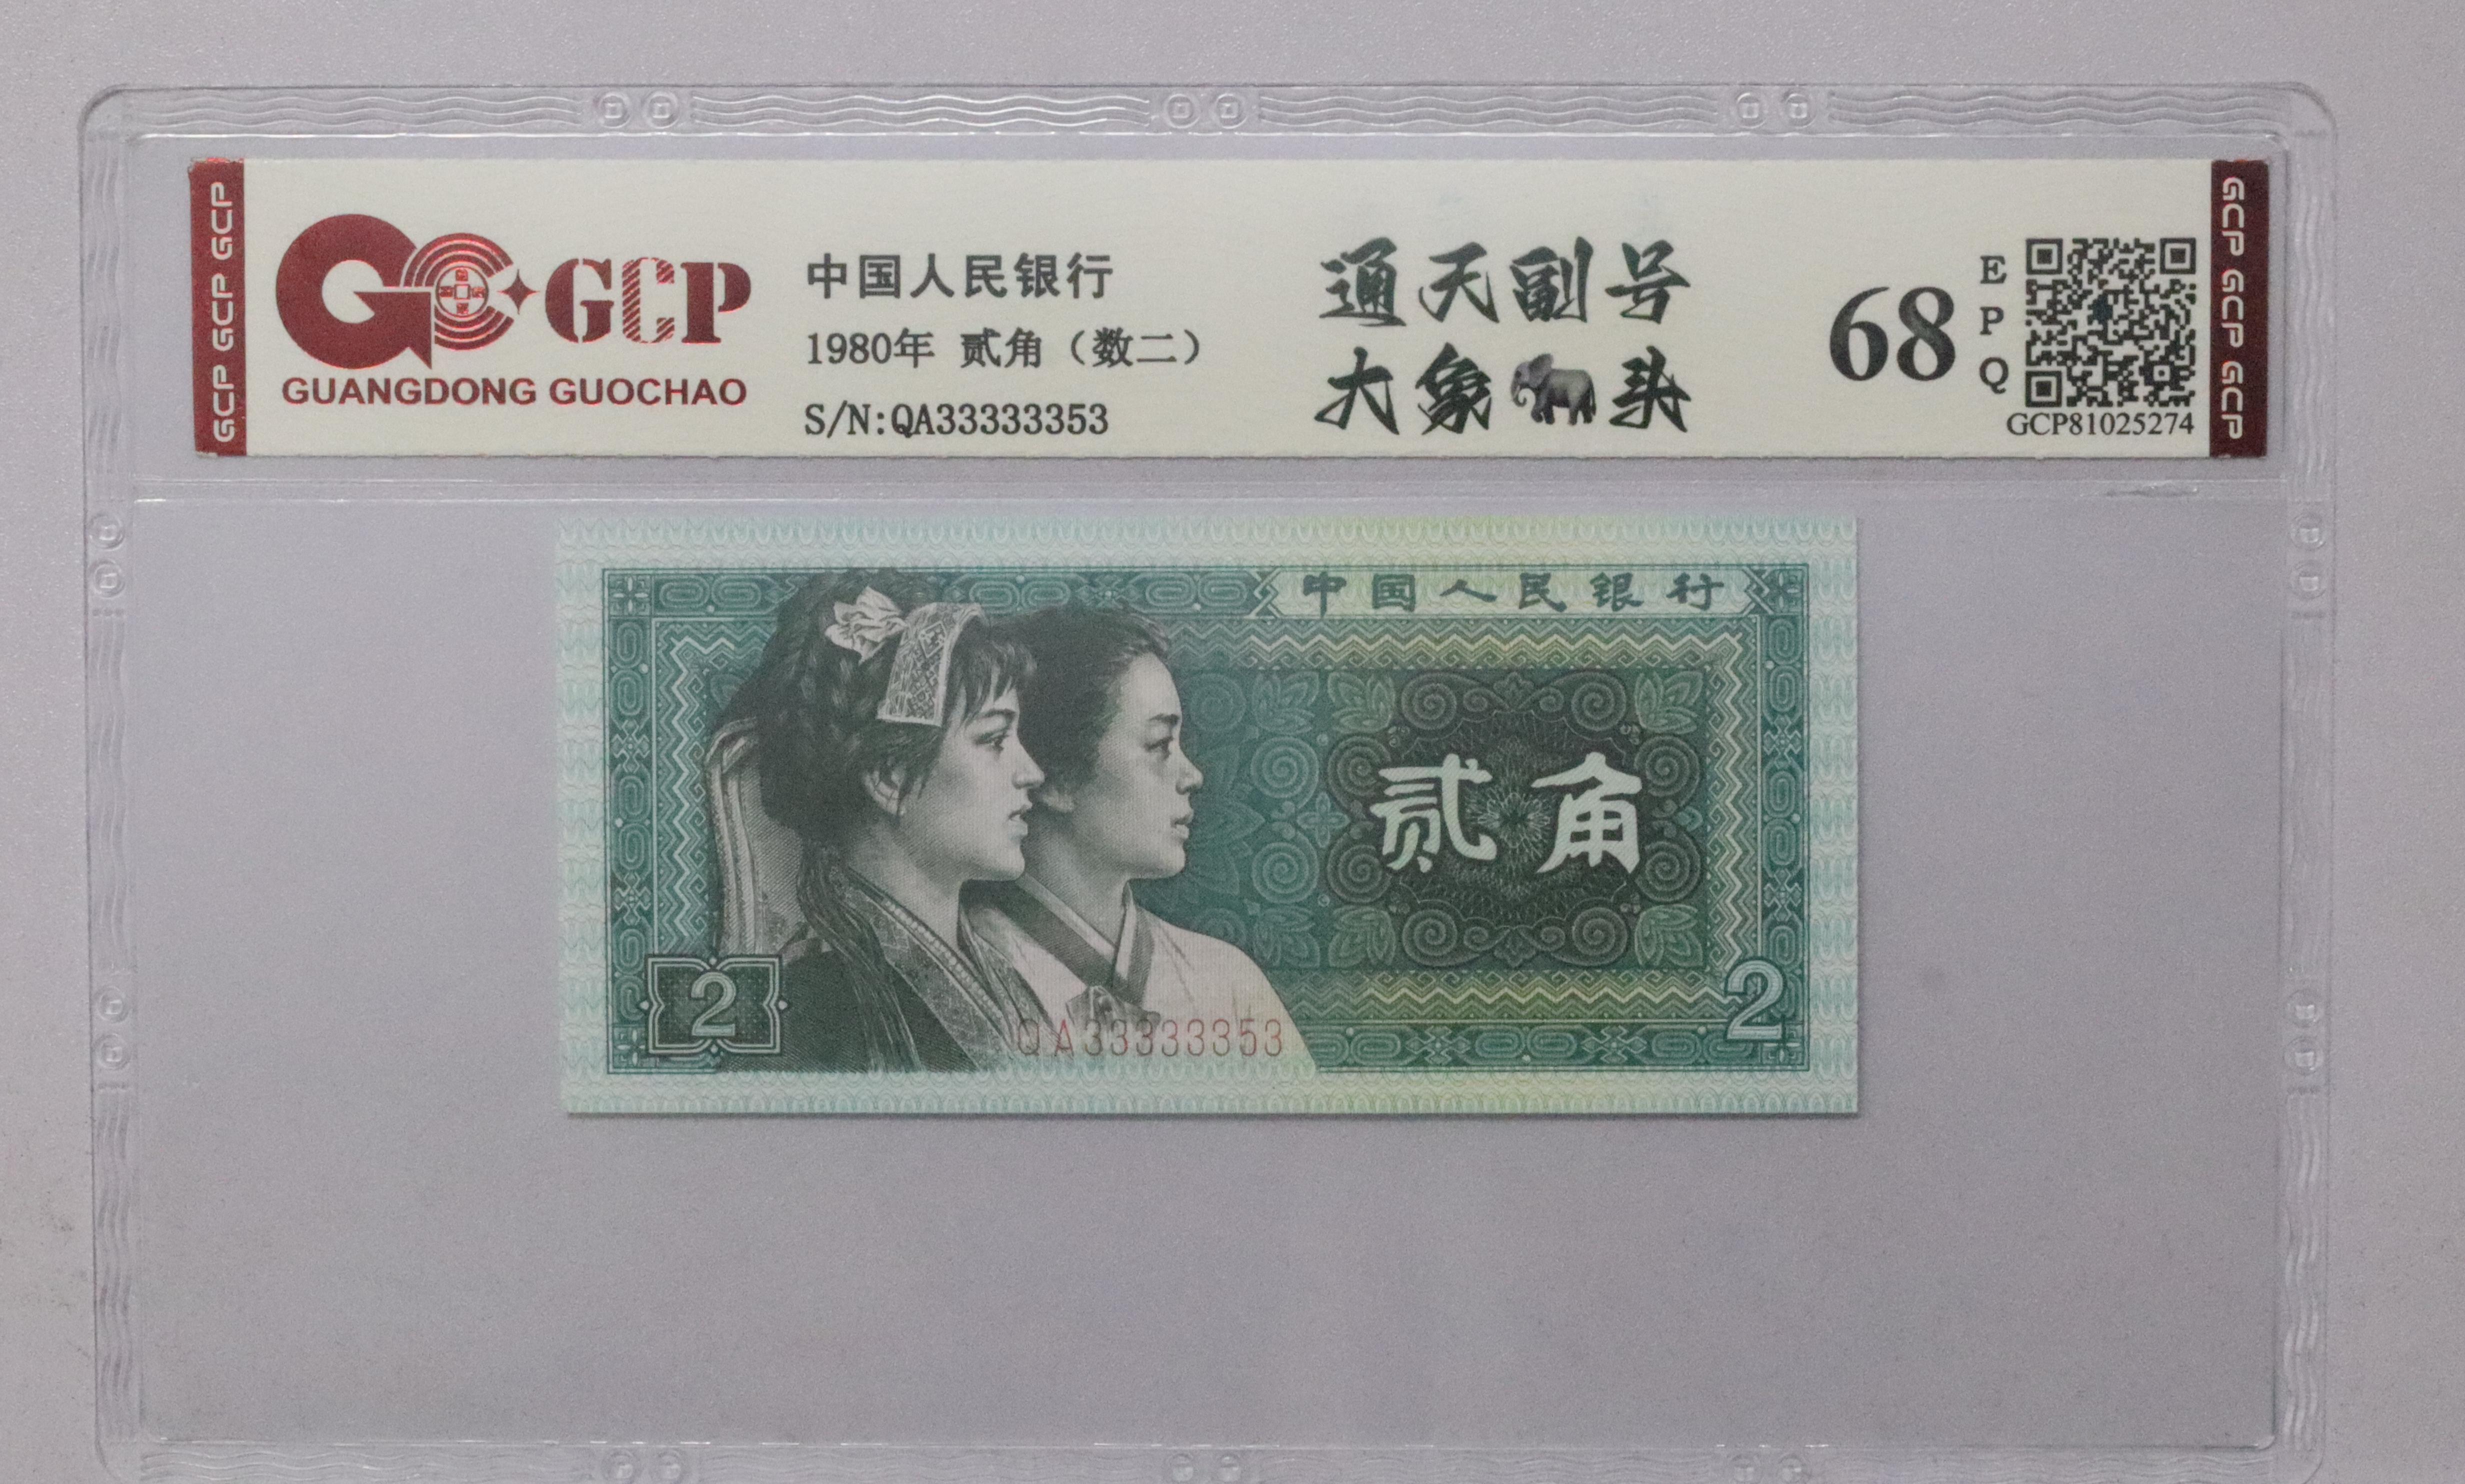 GCP GCP GCP
GCP
GUANGDONG GUOCHAO
中国人民银行
1980年 贰角（数二）
S/N:QA33333353
通天副号
大象头
68
EPQ
GCP81025274
GCP GCP GCP
中国人民银行
贰角
2
2
QA33333353